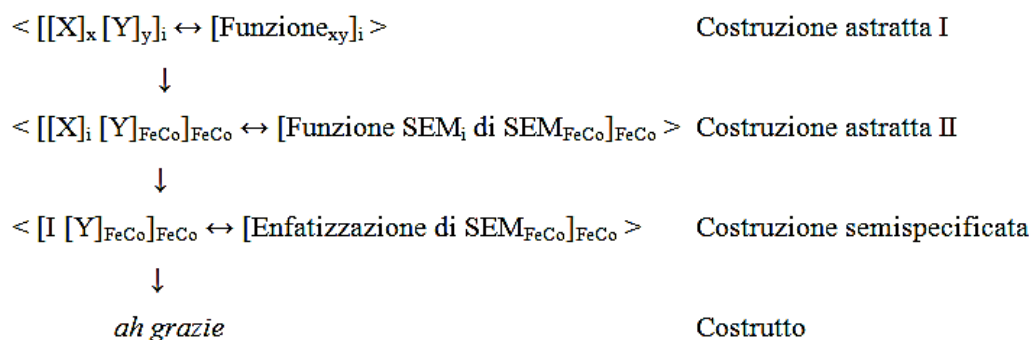 < [[X]ₓ [Y]y]i ↔ [Funzionexy]i > Costruzione astratta I
↓
< [[X]i [Y]FeCo]FeCo ↔ [Funzione SEMi di SEMFeCo]FeCo > Costruzione astratta II
↓
< [I [Y]FeCo]FeCo ↔ [Enfatizzazione di SEMFeCo]FeCo > Costruzione semispecificata
↓
ah grazie Costrutto